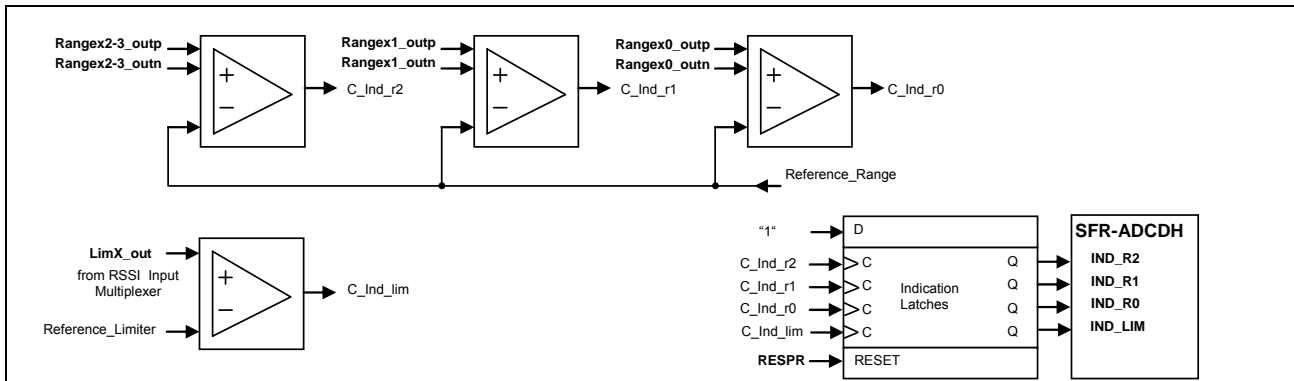 Rangex2-3_outp
Rangex2-3_outn
+
−
C_Ind_r2
Rangex1_outp
Rangex1_outn
+
−
C_Ind_r1
Rangex0_outp
Rangex0_outn
+
−
C_Ind_r0
Reference_Range
LimX_out
from RSSI Input
Multiplexer
+
−
C_Ind_lim
Reference_Limiter
“1“
D
C_Ind_r2
C
Q
C_Ind_r1
C
Q
C_Ind_r0
C
Q
C_Ind_lim
C
Q
Indication
Latches
RESPR
RESET
SFR-ADCDH
IND_R2
IND_R1
IND_R0
IND_LIM